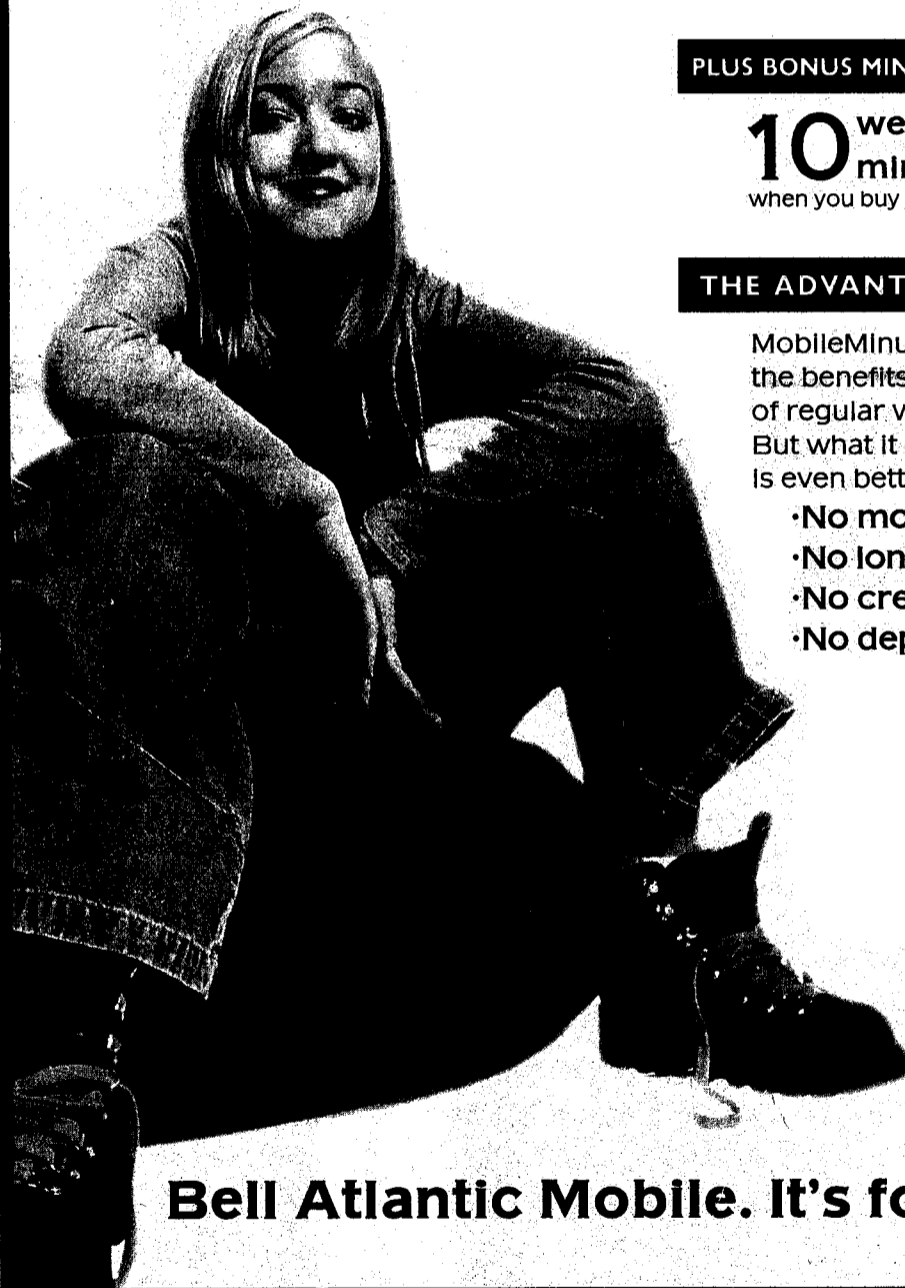 PLUS BONUS MIN
10 we
min
when you buy
THE ADVANT
MobileMinu
the benefits
of regular v
But what it
is even bett
·No mo
·No lon
·No cre
·No dep
Bell Atlantic Mobile. It's fo